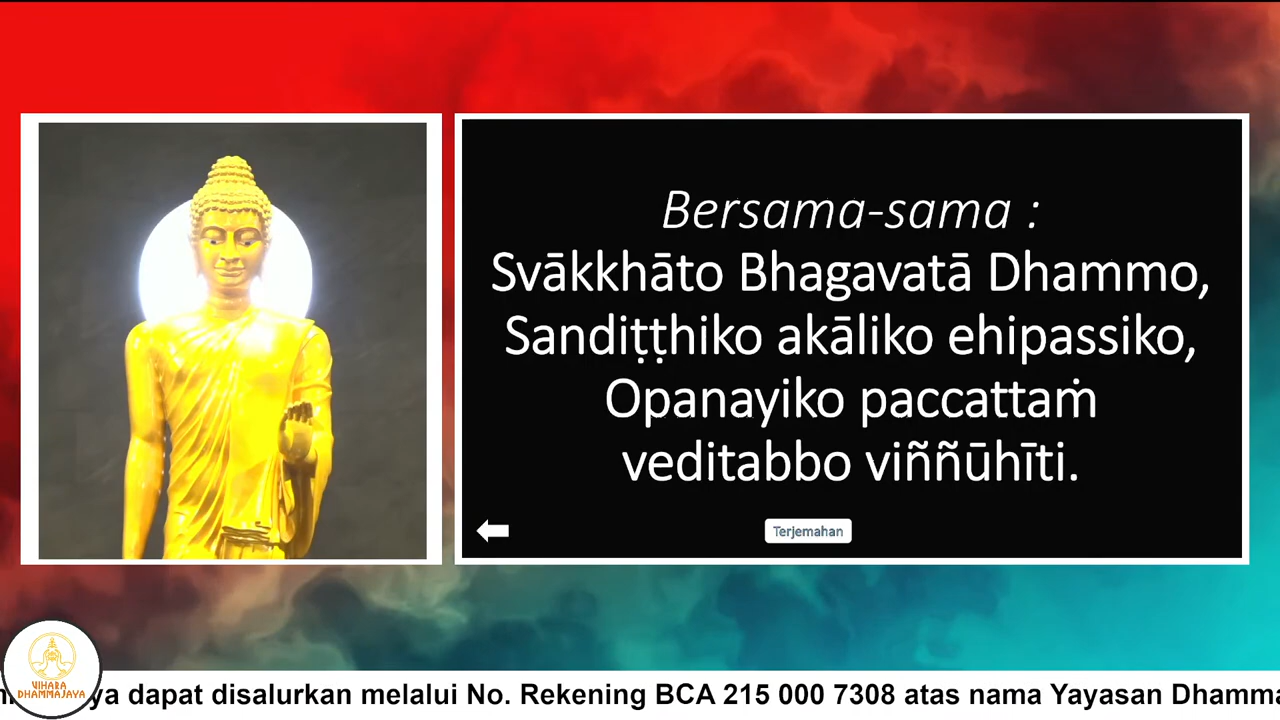 Bersama-sama :
Svākkhāto Bhagavatā Dhammo,
Sandiṭṭhiko akāliko ehipassiko,
Opanayiko paccattaṁ
veditabbo viññūhīti.
Terjemahan
VIHARA
DHAMMAJAYA
ya dapat disalurkan melalui No. Rekening BCA 215 000 7308 atas nama Yayasan Dhamma